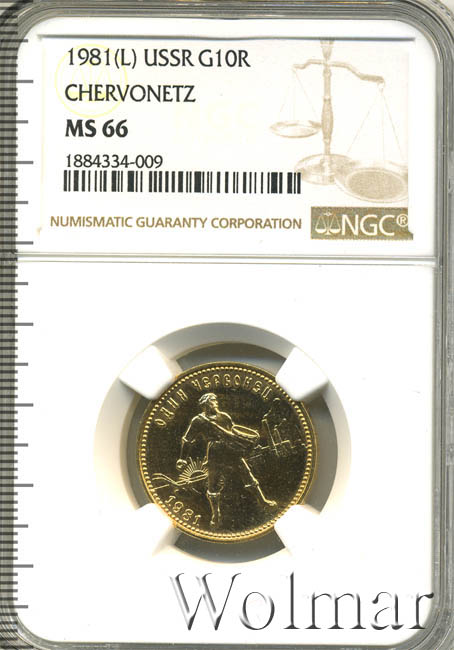 1981(L) USSR G10R
CHERVONETZ
MS 66
1884334-009
NUMISMATIC GUARANTY CORPORATION
NGC®
ОДИН ЧЕРВОНЕЦ
1981
Wolmar